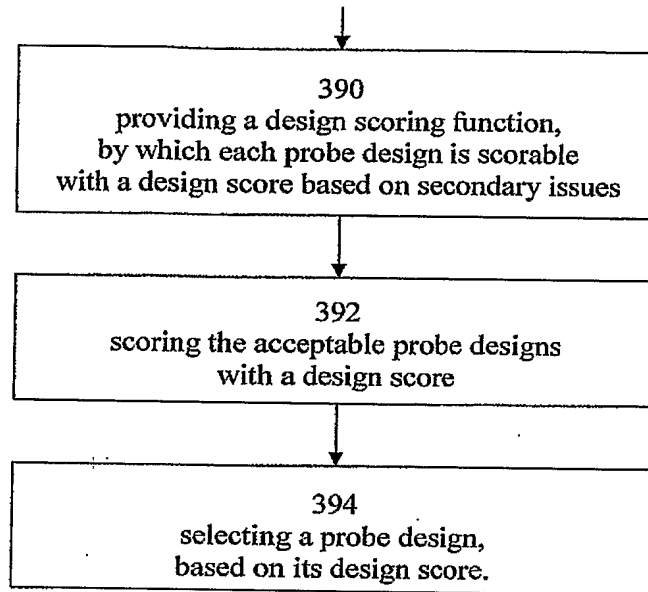 390
providing a design scoring function,
by which each probe design is scorable
with a design score based on secondary issues
392
scoring the acceptable probe designs
with a design score
394
selecting a probe design,
based on its design score.